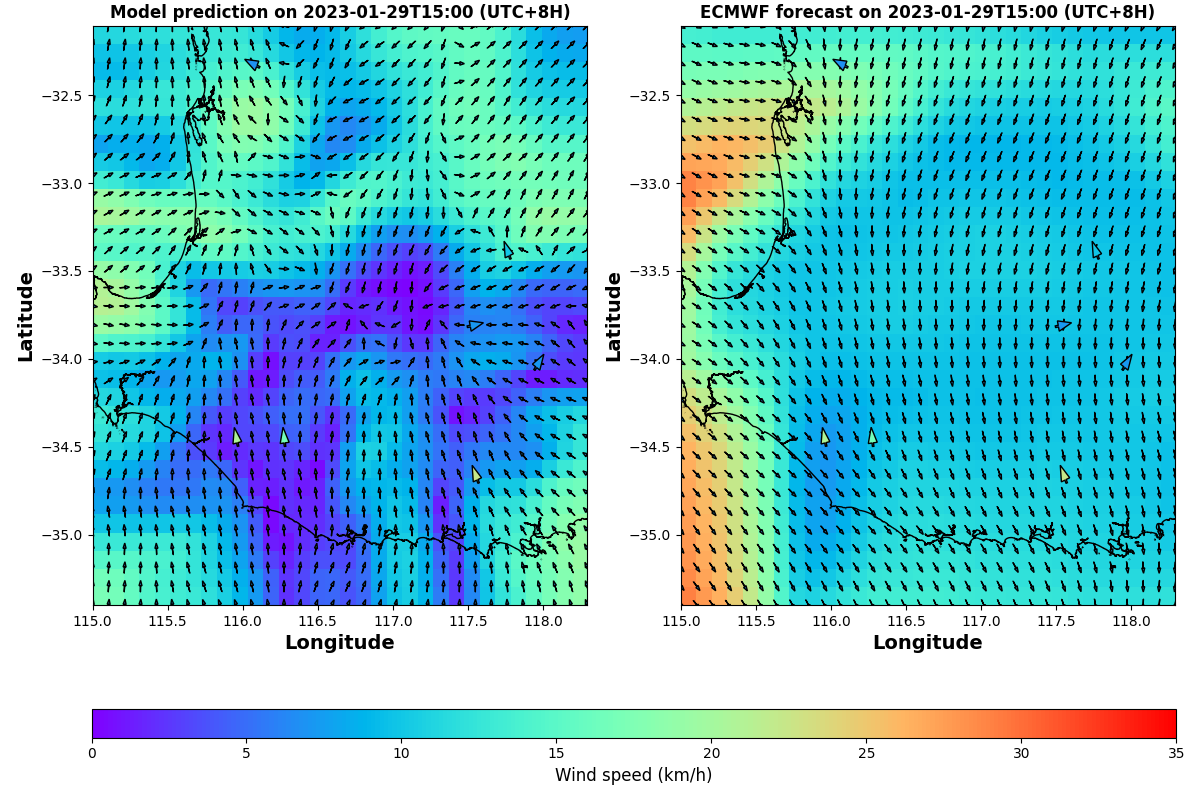 Model prediction on 2023-01-29T15:00 (UTC+8H)
ECMWF forecast on 2023-01-29T15:00 (UTC+8H)
Latitude
−32.5
−33.0
−33.5
−34.0
−34.5
−35.0
115.0 115.5 116.0 116.5 117.0 117.5 118.0
Longitude
Latitude
−32.5
−33.0
−33.5
−34.0
−34.5
−35.0
115.0 115.5 116.0 116.5 117.0 117.5 118.0
Longitude
0 5 10 15 20 25 30 35
Wind speed (km/h)